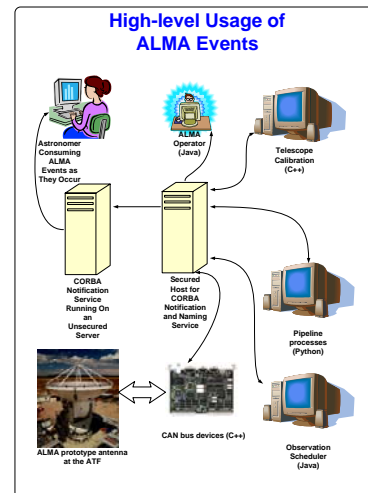 High-level Usage of
ALMA Events
Astronomer
Consuming
ALMA
Events as
They Occur
ALMA
Operator
(Java)
Telescope
Calibration
(C++)
CORBA
Notification
Service
Running On
an
Unsecured
Server
Secured
Host for
CORBA
Notification
and Naming
Service
Pipeline
processes
(Python)
ALMA prototype antenna
at the ATF
CAN bus devices (C++)
Observation
Scheduler
(Java)